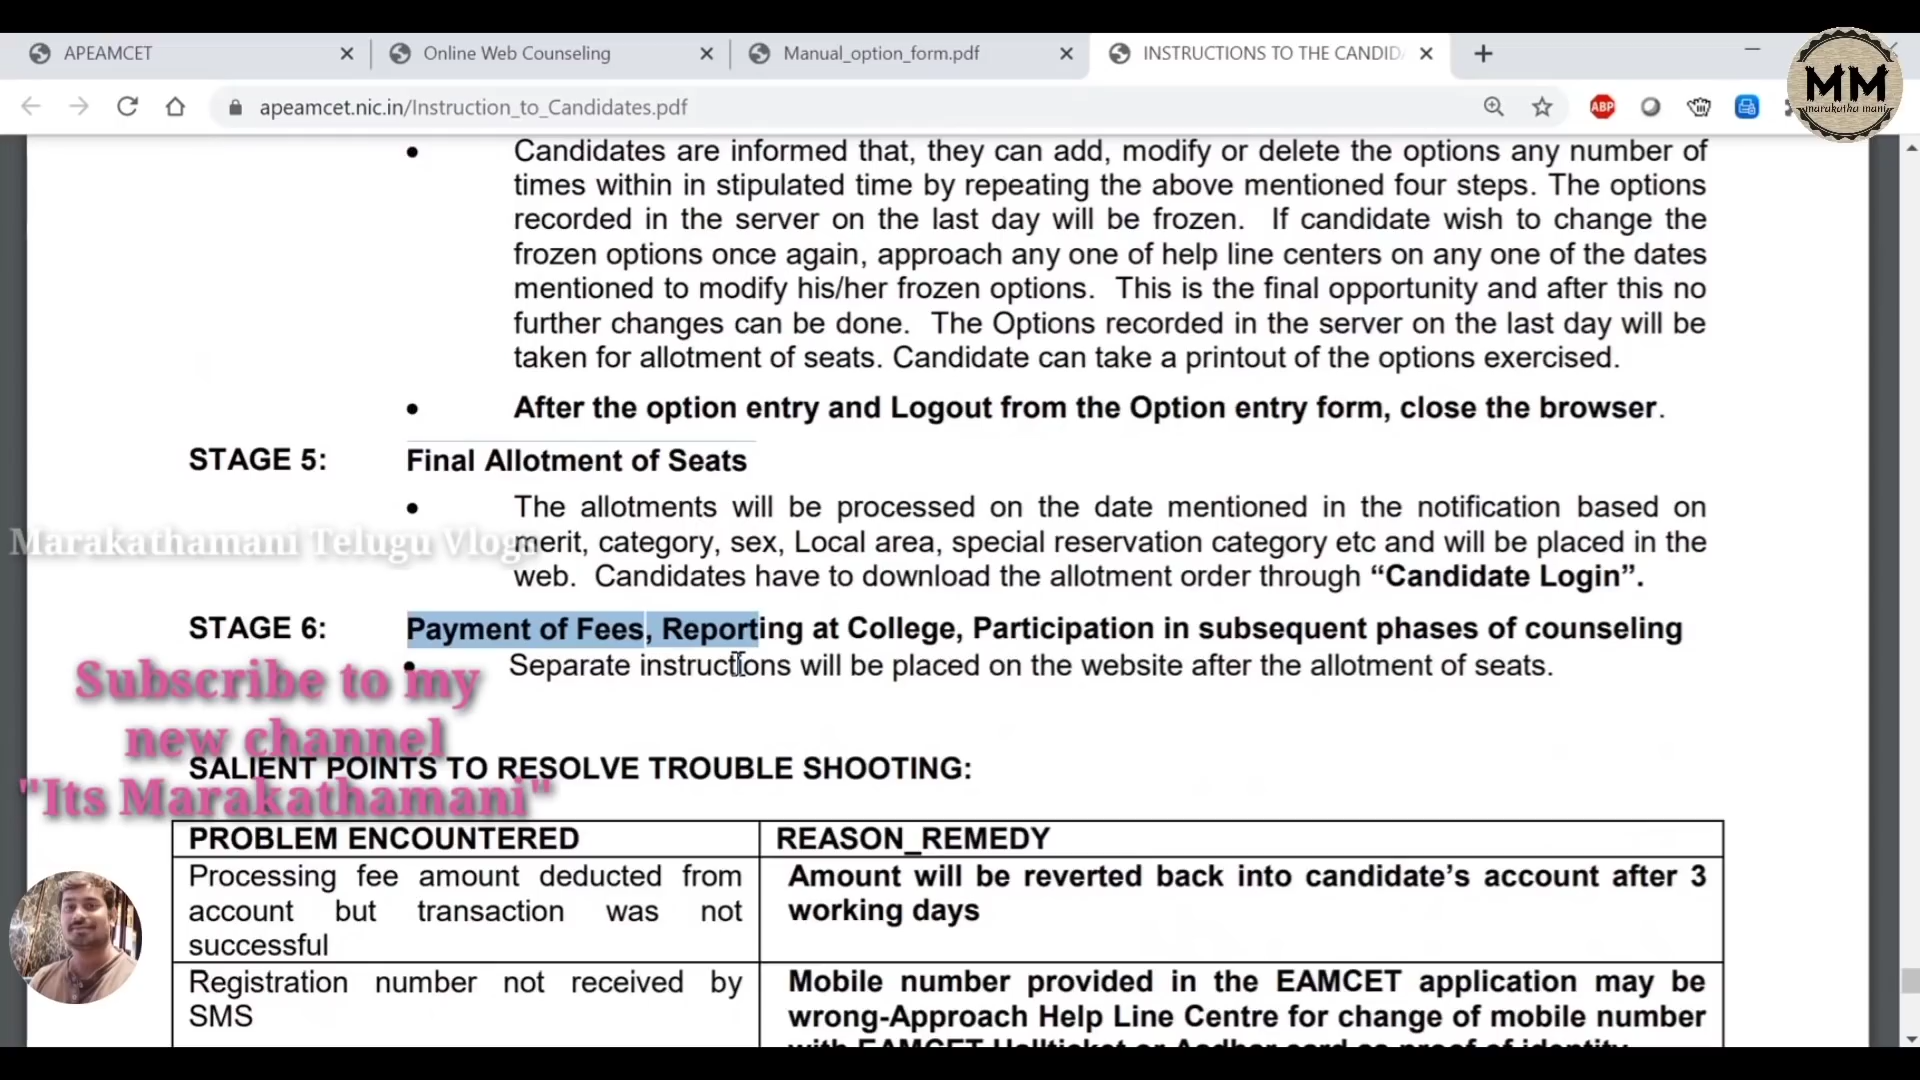 APEAMCET
Online Web Counseling
Manual_option_form.pdf
INSTRUCTIONS TO THE CANDID
MM
marakatha mani
apeamcet.nic.in/Instruction_to_Candidates.pdf
ABP
• Candidates are informed that, they can add, modify or delete the options any number of
times within in stipulated time by repeating the above mentioned four steps. The options
recorded in the server on the last day will be frozen. If candidate wish to change the
frozen options once again, approach any one of help line centers on any one of the dates
mentioned to modify his/her frozen options. This is the final opportunity and after this no
further changes can be done. The Options recorded in the server on the last day will be
taken for allotment of seats. Candidate can take a printout of the options exercised.
• After the option entry and Logout from the Option entry form, close the browser.
STAGE 5: Final Allotment of Seats
• The allotments will be processed on the date mentioned in the notification based on
Marakathamani Telugu Vlogs
merit, category, sex, Local area, special reservation category etc and will be placed in the
web. Candidates have to download the allotment order through “Candidate Login”.
STAGE 6: Payment of Fees, Reporting at College, Participation in subsequent phases of counseling
• Separate instructions will be placed on the website after the allotment of seats.
Subscribe to my
new channel
"Its Marakathamani"
SALIENT POINTS TO RESOLVE TROUBLE SHOOTING:
PROBLEM ENCOUNTERED
REASON_REMEDY
Processing fee amount deducted from
account but transaction was not
successful
Amount will be reverted back into candidate’s account after 3
working days
Registration number not received by
SMS
Mobile number provided in the EAMCET application may be
wrong-Approach Help Line Centre for change of mobile number
with EAMCET Hallticket or Aadhar card as proof of identity